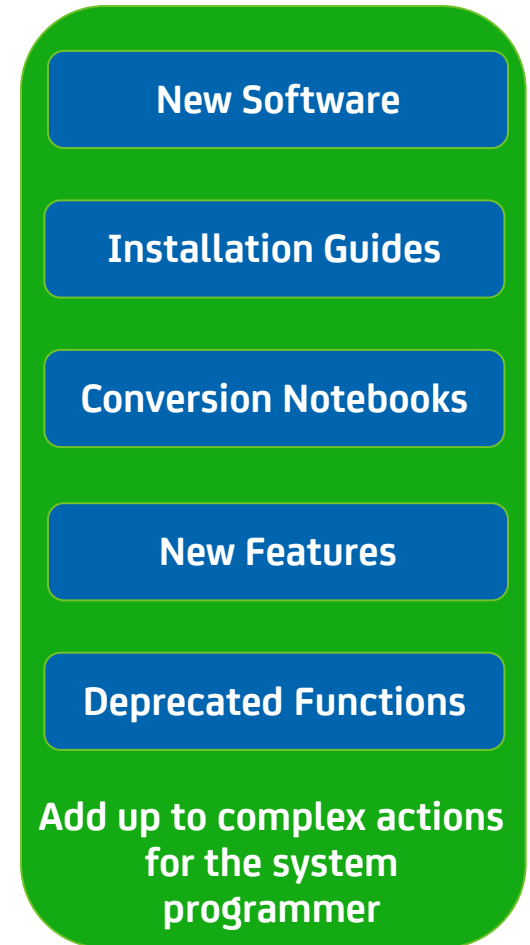 New Software
Installation Guides
Conversion Notebooks
New Features
Deprecated Functions
Add up to complex actions
for the system
programmer